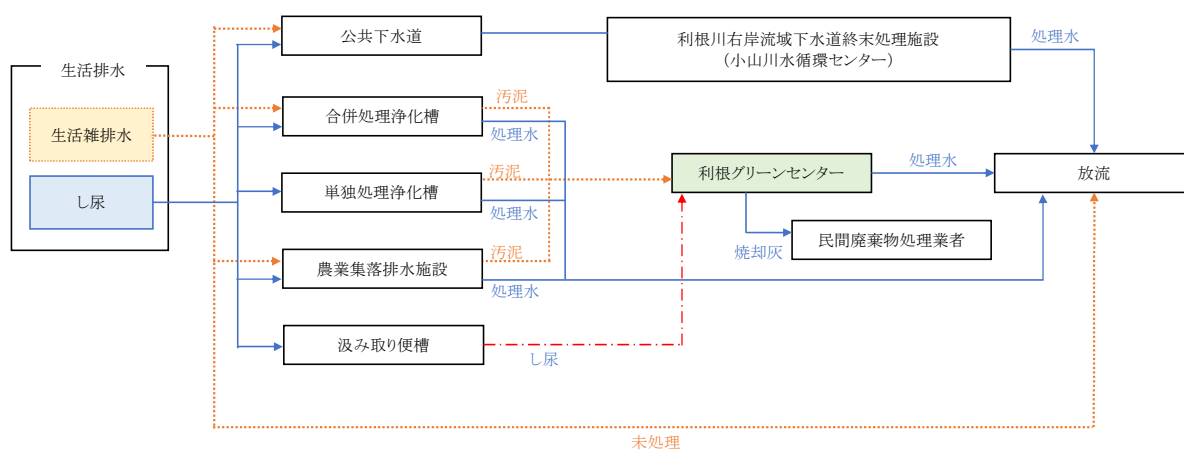 生活排水
生活雑排水
し尿
公共下水道
利根川右岸流域下水道終末処理施設
（小山川水循環センター）
処理水
合併処理浄化槽
汚泥
処理水
単独処理浄化槽
汚泥
処理水
利根グリーンセンター
処理水
放流
焼却灰
民間廃棄物処理業者
農業集落排水施設
汚泥
処理水
汲み取り便槽
し尿
未処理